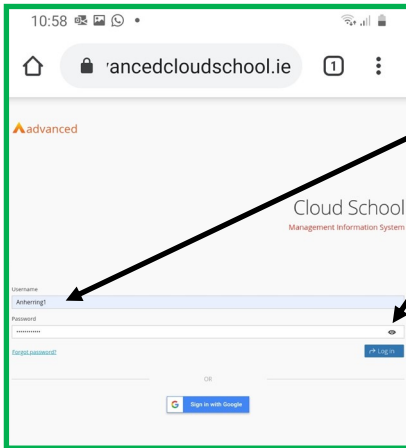 10:58
'ancedcloudschool.ie 1
advanced
Cloud School
Management Information System
Username
Anherring1
Password
••••••••••••
Forgot password?
Log in
OR
G Sign in with Google